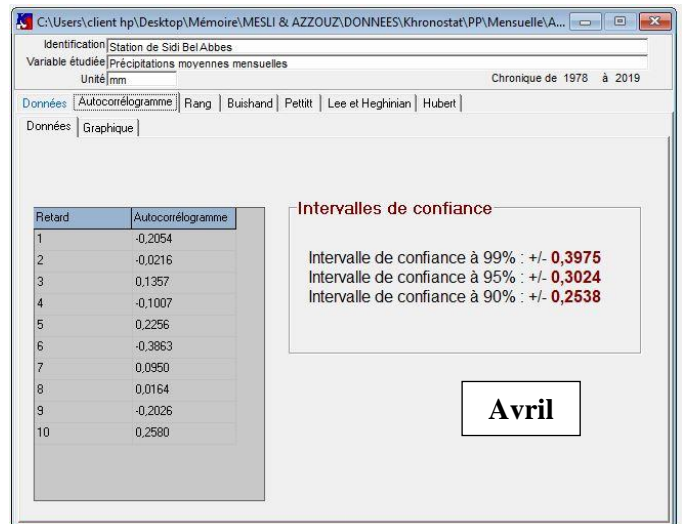 C:\Users\client hp\Desktop\Mémoire\MESLI & AZZOUZ\DONNEES\Khronostat\PP\Mensuelle\A...
Identification Station de Sidi Bel Abbes
Variable étudiée Précipitations moyennes mensuelles
Unité mm Chronique de 1978 à 2019
Données Autocorrélogramme Rang Buishand Pettitt Lee et Heghinian Hubert
Données Graphique
Retard Autocorrélogramme
1 -0,2054
2 -0,0216
3 0,1357
4 -0,1007
5 0,2256
6 -0,3863
7 0,0950
8 0,0164
9 -0,2026
10 0,2580
Intervalles de confiance
Intervalle de confiance à 99% : +/- 0,3975
Intervalle de confiance à 95% : +/- 0,3024
Intervalle de confiance à 90% : +/- 0,2538
Avril